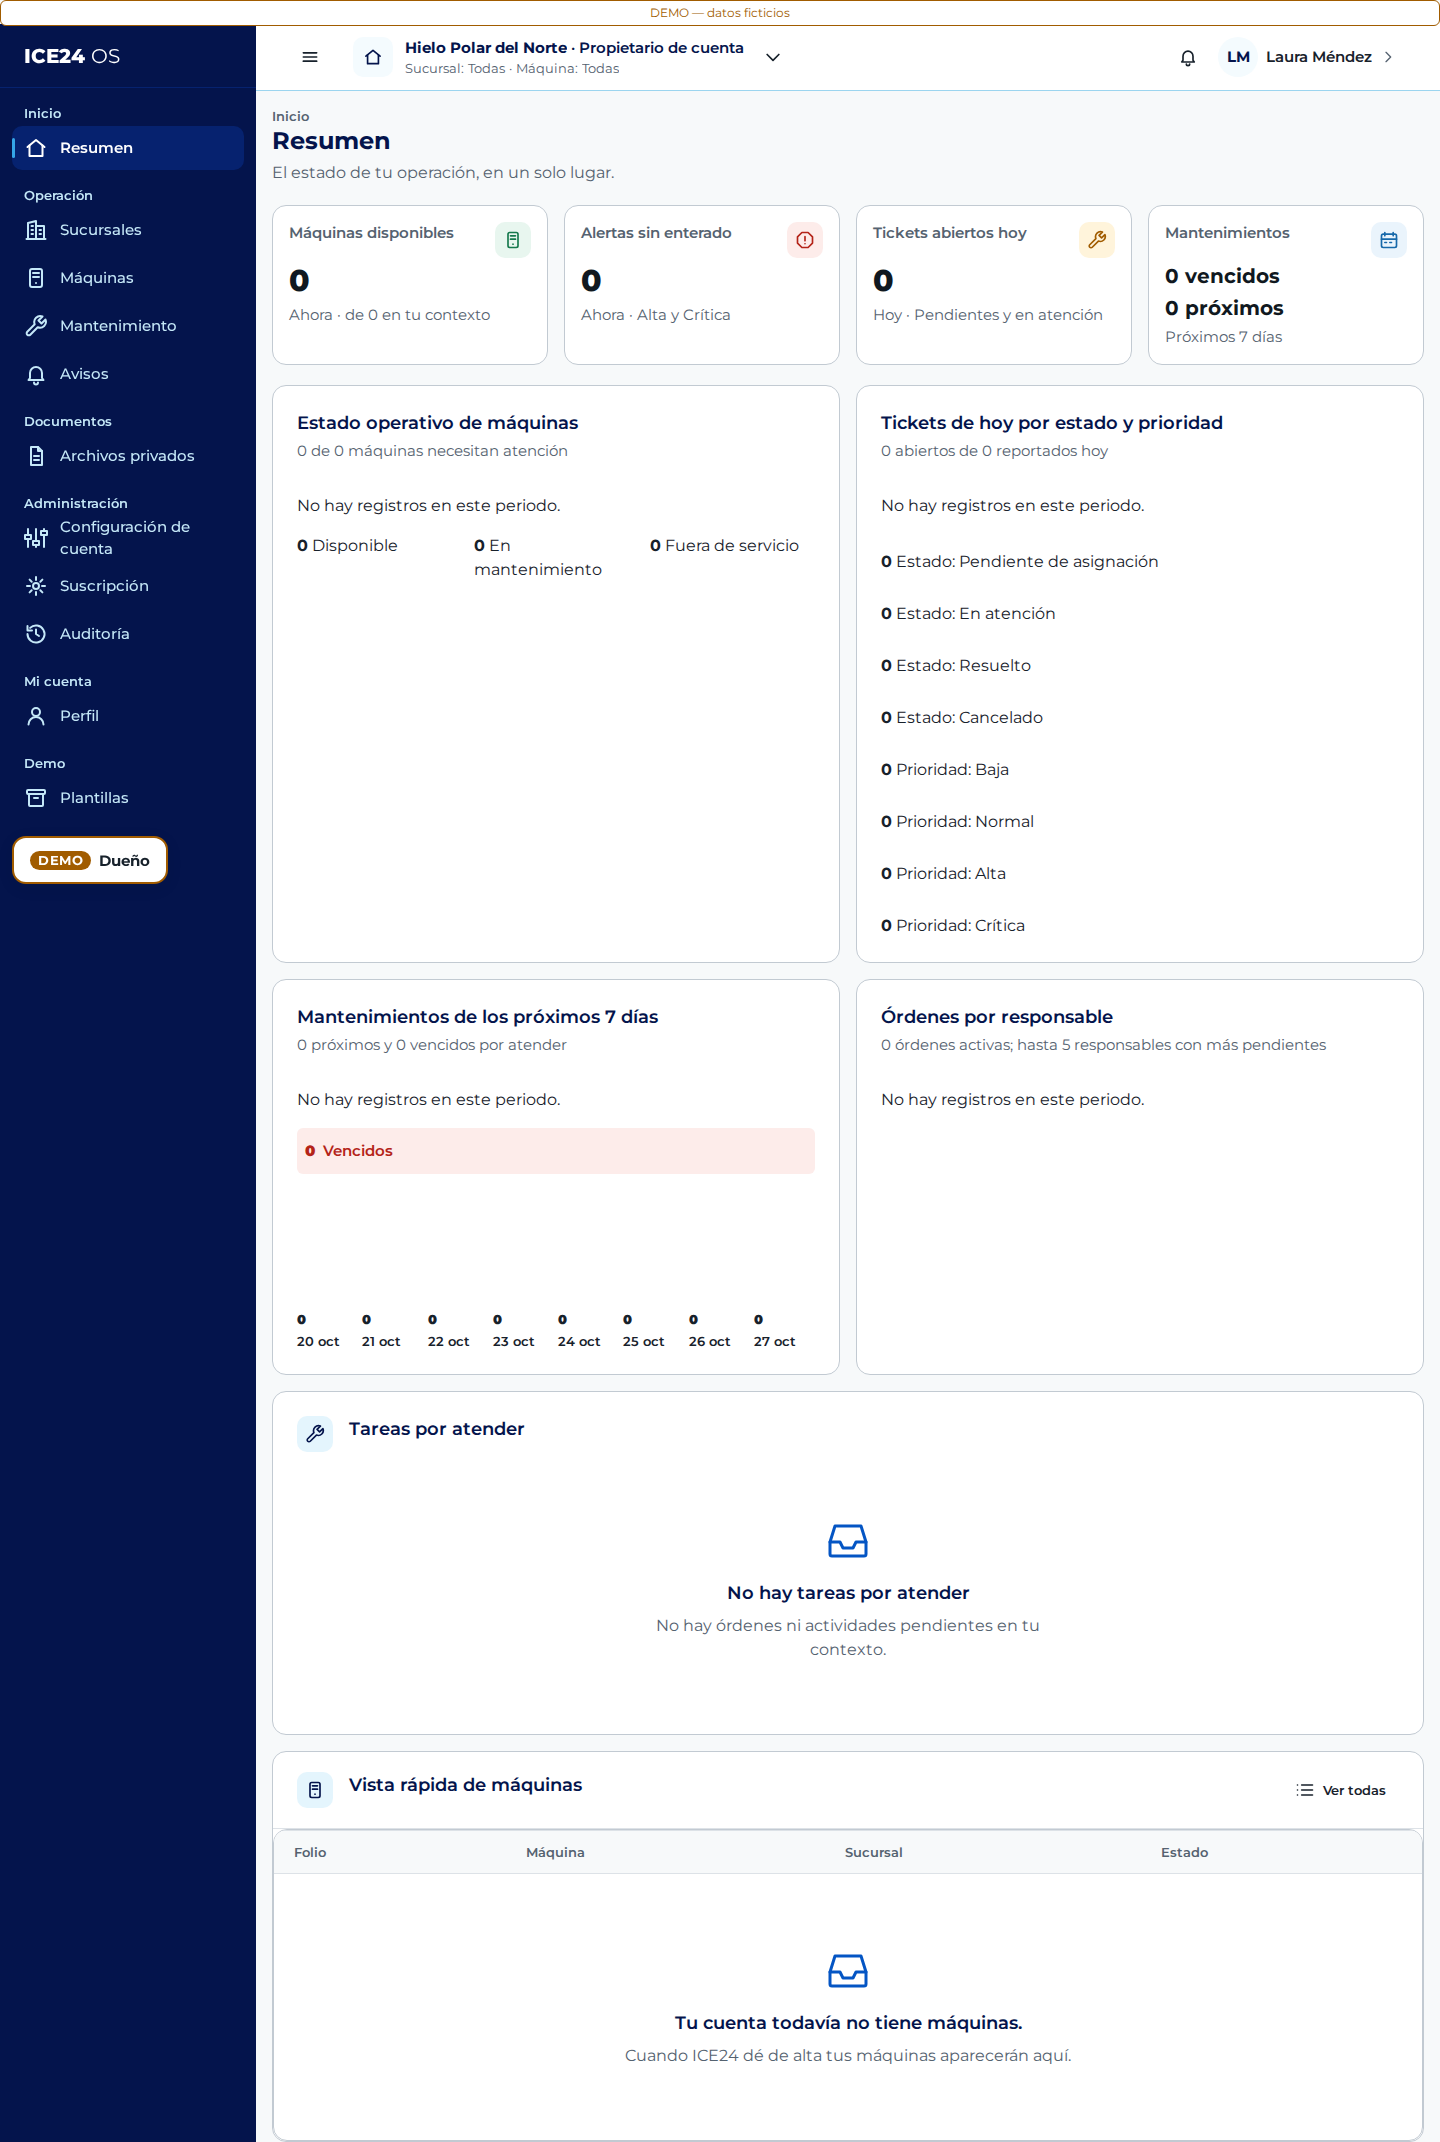 DEMO — datos ficticios
ICE24 OS
Inicio
Resumen
Operación
Sucursales
Máquinas
Mantenimiento
Avisos
Documentos
Archivos privados
Administración
Configuración de
cuenta
Suscripción
Auditoría
Mi cuenta
Perfil
Demo
Plantillas
DEMO Dueño
Hielo Polar del Norte · Propietario de cuenta
Sucursal: Todas · Máquina: Todas
LM Laura Méndez
Inicio
Resumen
El estado de tu operación, en un solo lugar.
Máquinas disponibles
0
Ahora · de 0 en tu contexto
Alertas sin enterado
0
Ahora · Alta y Crítica
Tickets abiertos hoy
0
Hoy · Pendientes y en atención
Mantenimientos
0 vencidos
0 próximos
Próximos 7 días
Estado operativo de máquinas
0 de 0 máquinas necesitan atención
No hay registros en este periodo.
0 Disponible
0 En
mantenimiento
0 Fuera de servicio
Tickets de hoy por estado y prioridad
0 abiertos de 0 reportados hoy
No hay registros en este periodo.
0 Estado: Pendiente de asignación
0 Estado: En atención
0 Estado: Resuelto
0 Estado: Cancelado
0 Prioridad: Baja
0 Prioridad: Normal
0 Prioridad: Alta
0 Prioridad: Crítica
Mantenimientos de los próximos 7 días
0 próximos y 0 vencidos por atender
No hay registros en este periodo.
0 Vencidos
0 0 0 0 0 0 0 0
20 oct 21 oct 22 oct 23 oct 24 oct 25 oct 26 oct 27 oct
Órdenes por responsable
0 órdenes activas; hasta 5 responsables con más pendientes
No hay registros en este periodo.
Tareas por atender
No hay tareas por atender
No hay órdenes ni actividades pendientes en tu
contexto.
Vista rápida de máquinas
Ver todas
Folio Máquina Sucursal Estado
Tu cuenta todavía no tiene máquinas.
Cuando ICE24 dé de alta tus máquinas aparecerán aquí.